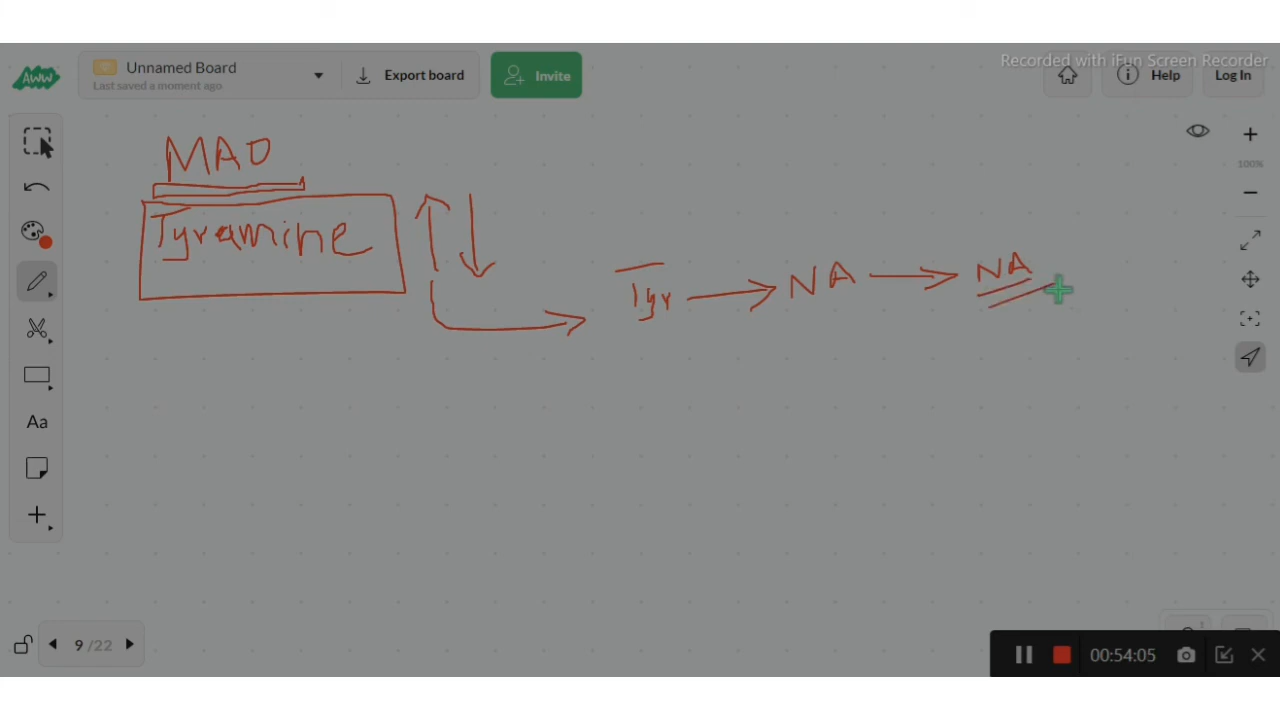 Recorded with iFun Screen Recorder
AWW
Unnamed Board
Last saved a moment ago
Export board
Invite
Help
Log In
100%
MAO
Tyramine
Tyr → NA → NA
Aa
9 /22
00:54:05